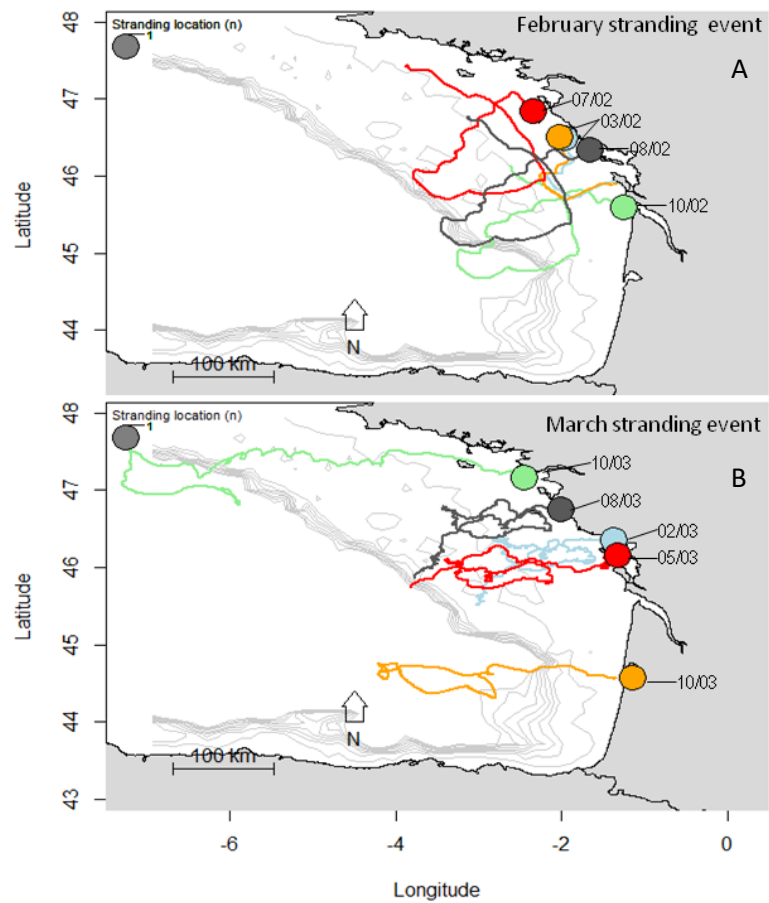 Stranding location (n)
1
February stranding event
A
07/02
03/02
08/02
10/02
N
100 km
48
47
46
45
44
Latitude
Stranding location (n)
1
March stranding event
B
10/03
08/03
02/03
05/03
10/03
N
100 km
48
47
46
45
44
43
Latitude
-6 -4 -2 0
Longitude